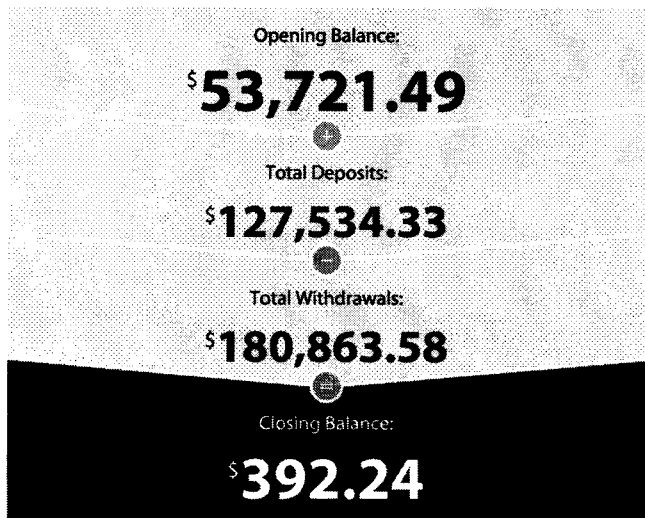 Opening Balance:
$53,721.49
+
Total Deposits:
$127,534.33
−
Total Withdrawals:
$180,863.58
=
Closing Balance:
$392.24